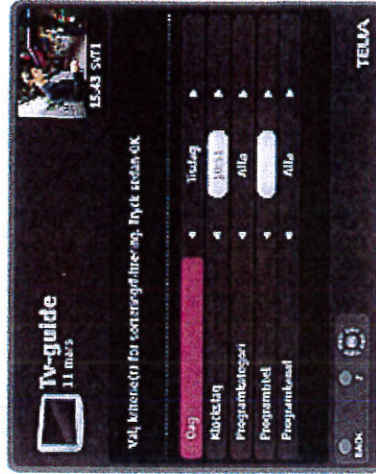 Tv-guide
11 mars
15.43 SVT1
Välj kriterie(r) för sortering/filtrering. Tryck sedan OK
Dag Tisdag
Klockslag
Programkategori Alla
Programtitel
Programkanal Alla
BACK
TELIA